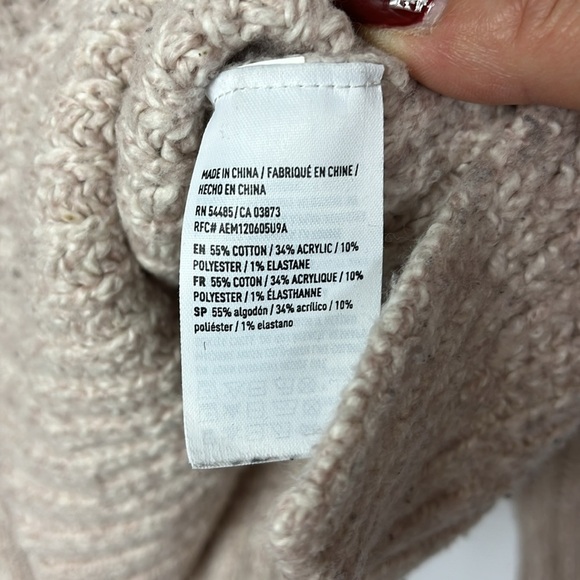 MADE IN CHINA / FABRIQUÉ EN CHINE /
HECHO EN CHINA
RN 54485/CA 03873
RFC# AEM120605U9A
EN 55% COTTON / 34% ACRYLIC / 10%
POLYESTER / 1% ELASTANE
FR 55% COTON / 34% ACRYLIQUE / 10%
POLYESTER / 1% ÉLASTHANNE
SP 55% algodón / 34% acrílico / 10%
poliéster / 1% elastano